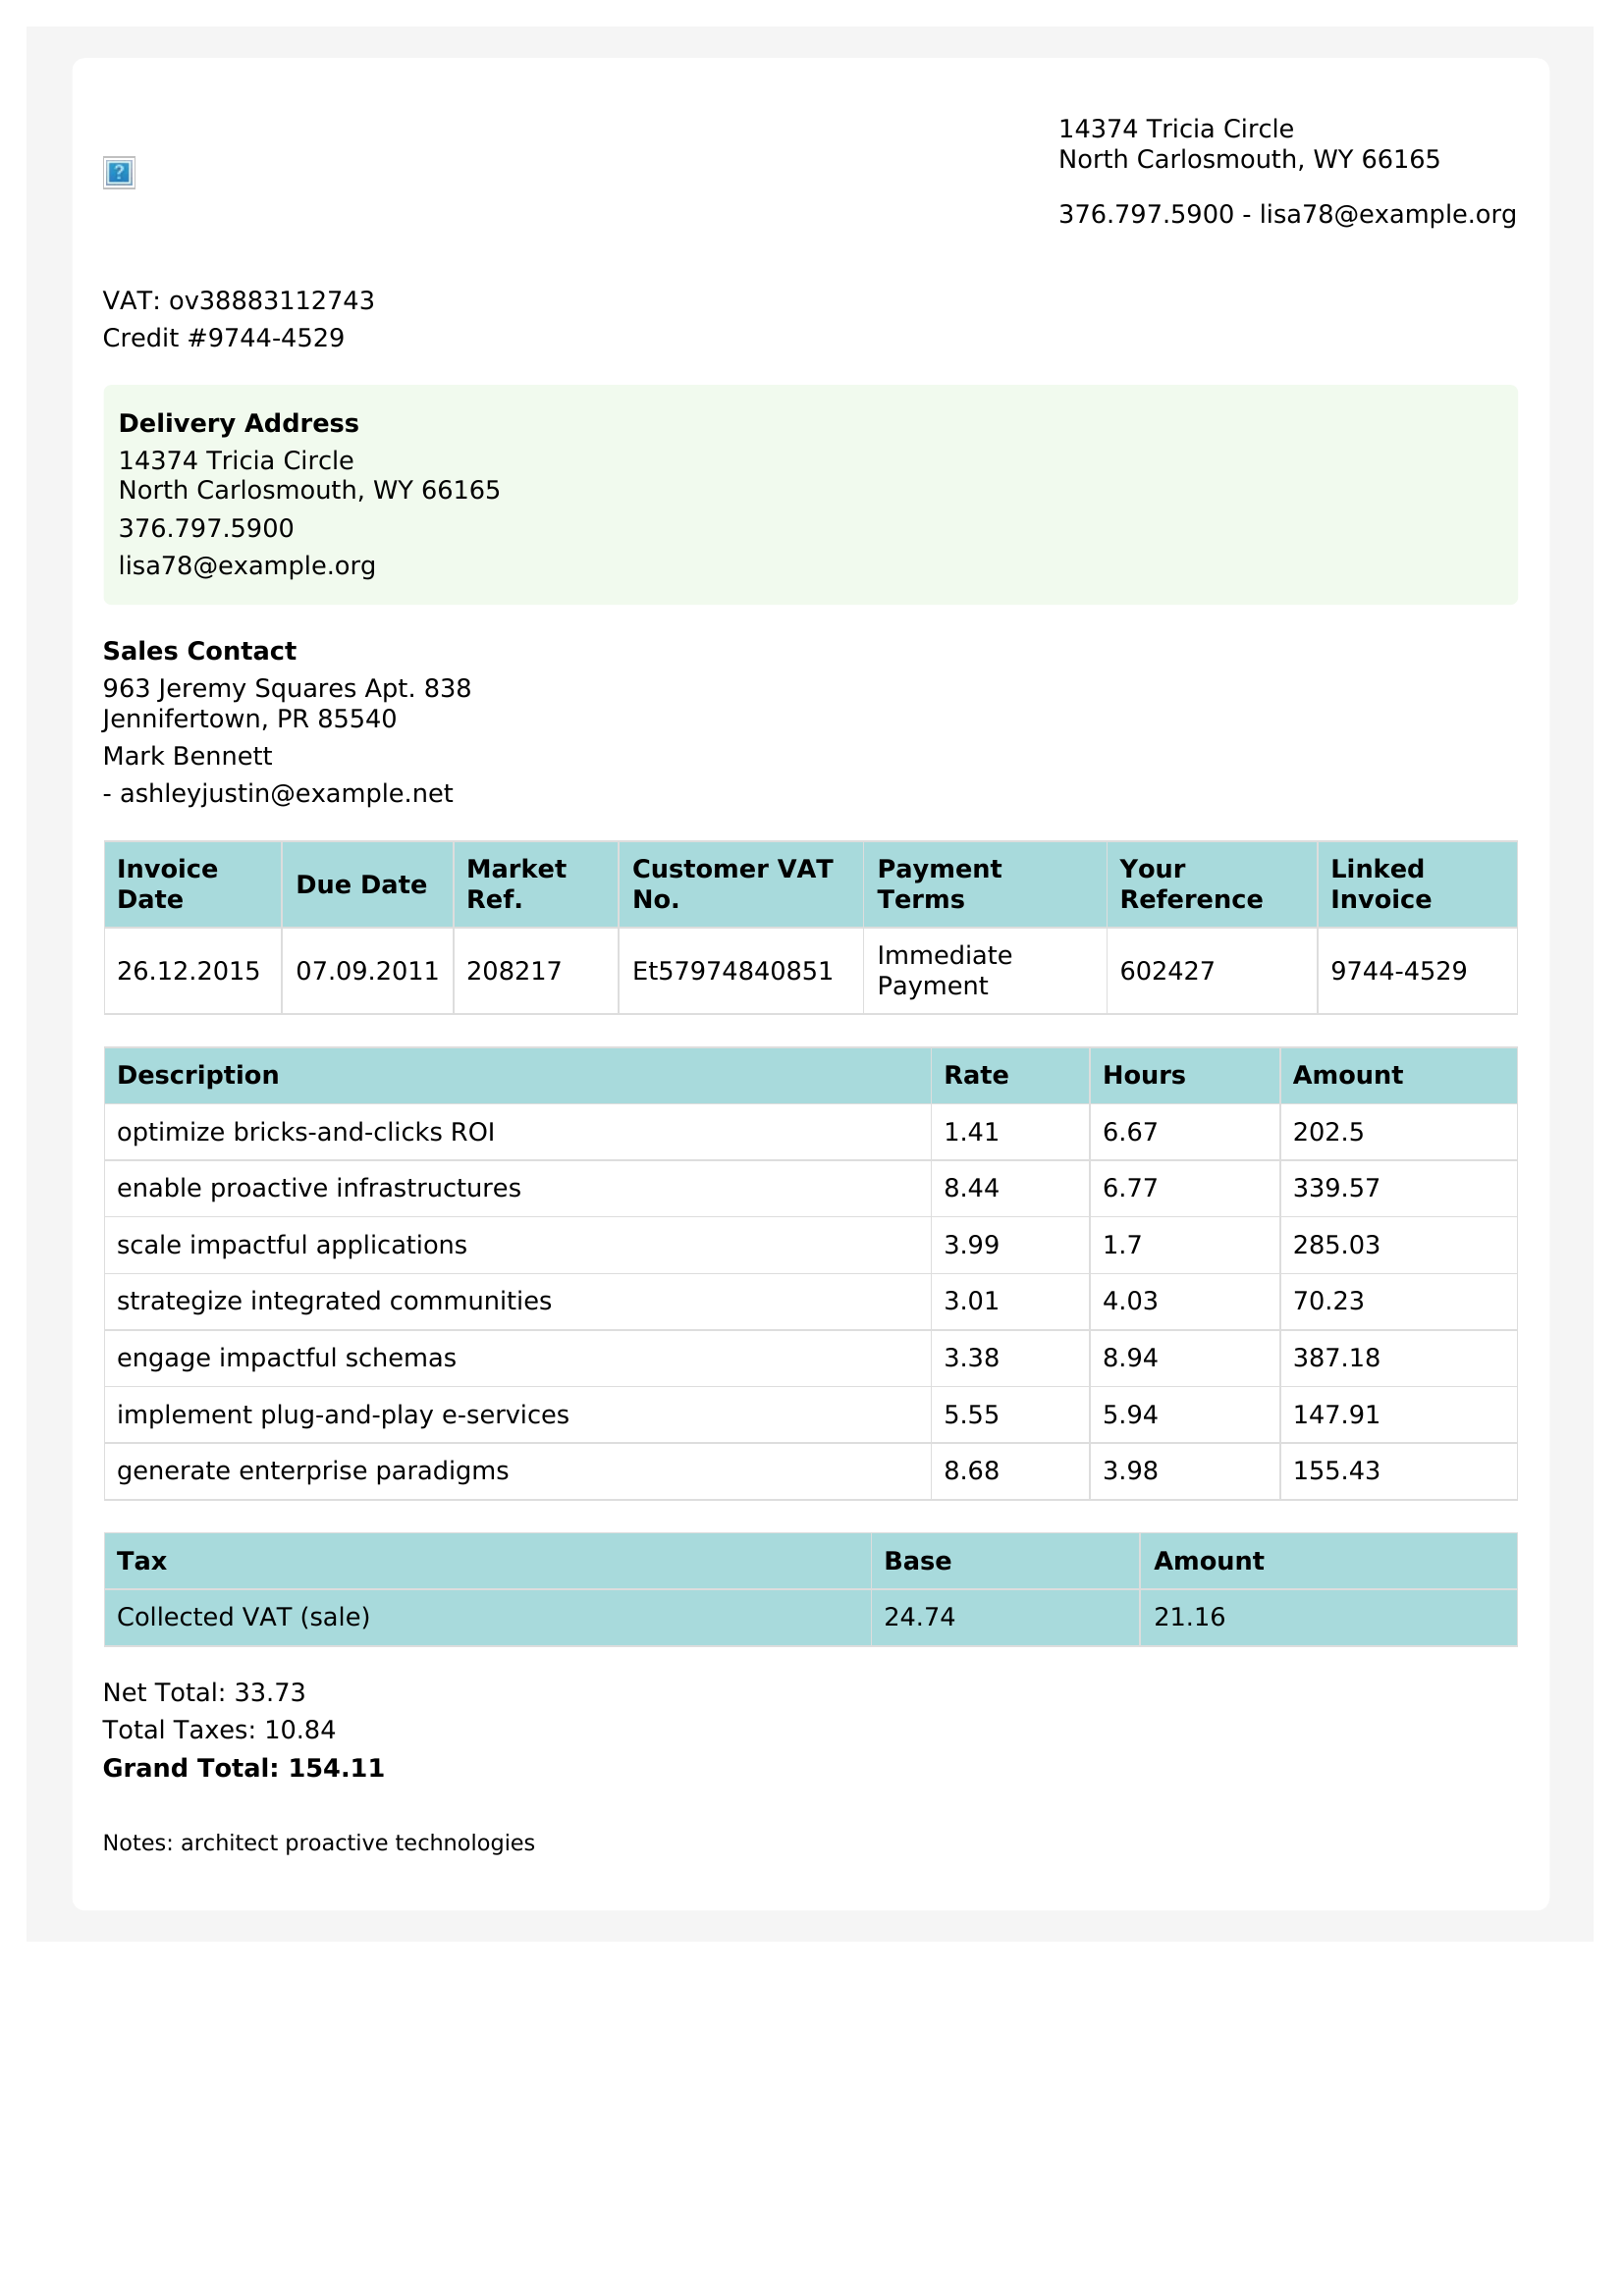 14374 Tricia Circle
North Carlosmouth, WY 66165
376.797.5900 - lisa78@example.org
VAT: ov38883112743
Credit #9744-4529
Delivery Address
14374 Tricia Circle
North Carlosmouth, WY 66165
376.797.5900
lisa78@example.org
Sales Contact
963 Jeremy Squares Apt. 838
Jennifertown, PR 85540
Mark Bennett
- ashleyjustin@example.net
Invoice Date Due Date Market Ref. Customer VAT No. Payment Terms Your Reference Linked Invoice
26.12.2015 07.09.2011 208217 Et57974840851 Immediate Payment 602427 9744-4529
Description Rate Hours Amount
optimize bricks-and-clicks ROI 1.41 6.67 202.5
enable proactive infrastructures 8.44 6.77 339.57
scale impactful applications 3.99 1.7 285.03
strategize integrated communities 3.01 4.03 70.23
engage impactful schemas 3.38 8.94 387.18
implement plug-and-play e-services 5.55 5.94 147.91
generate enterprise paradigms 8.68 3.98 155.43
Tax Base Amount
Collected VAT (sale) 24.74 21.16
Net Total: 33.73
Total Taxes: 10.84
Grand Total: 154.11
Notes: architect proactive technologies